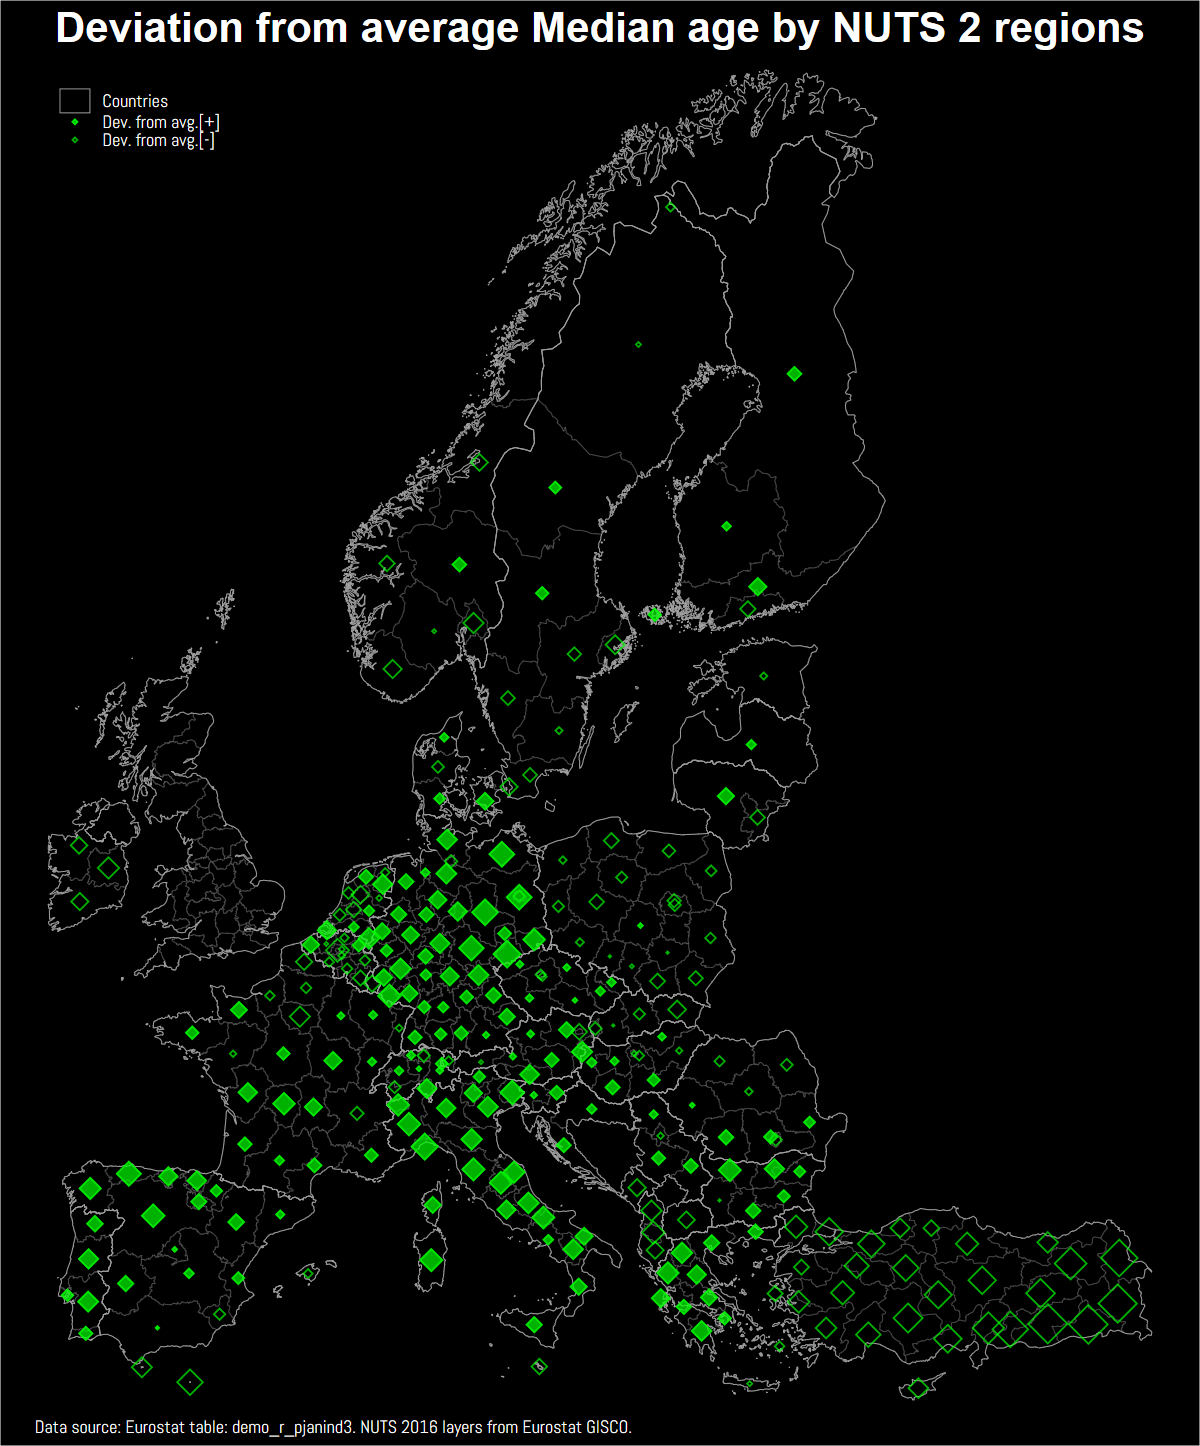 Deviation from average Median age by NUTS 2 regions
Countries
Dev. from avg.[+]
Dev. from avg.[-]
Data source: Eurostat table: demo_r_pjanind3. NUTS 2016 layers from Eurostat GISCO.